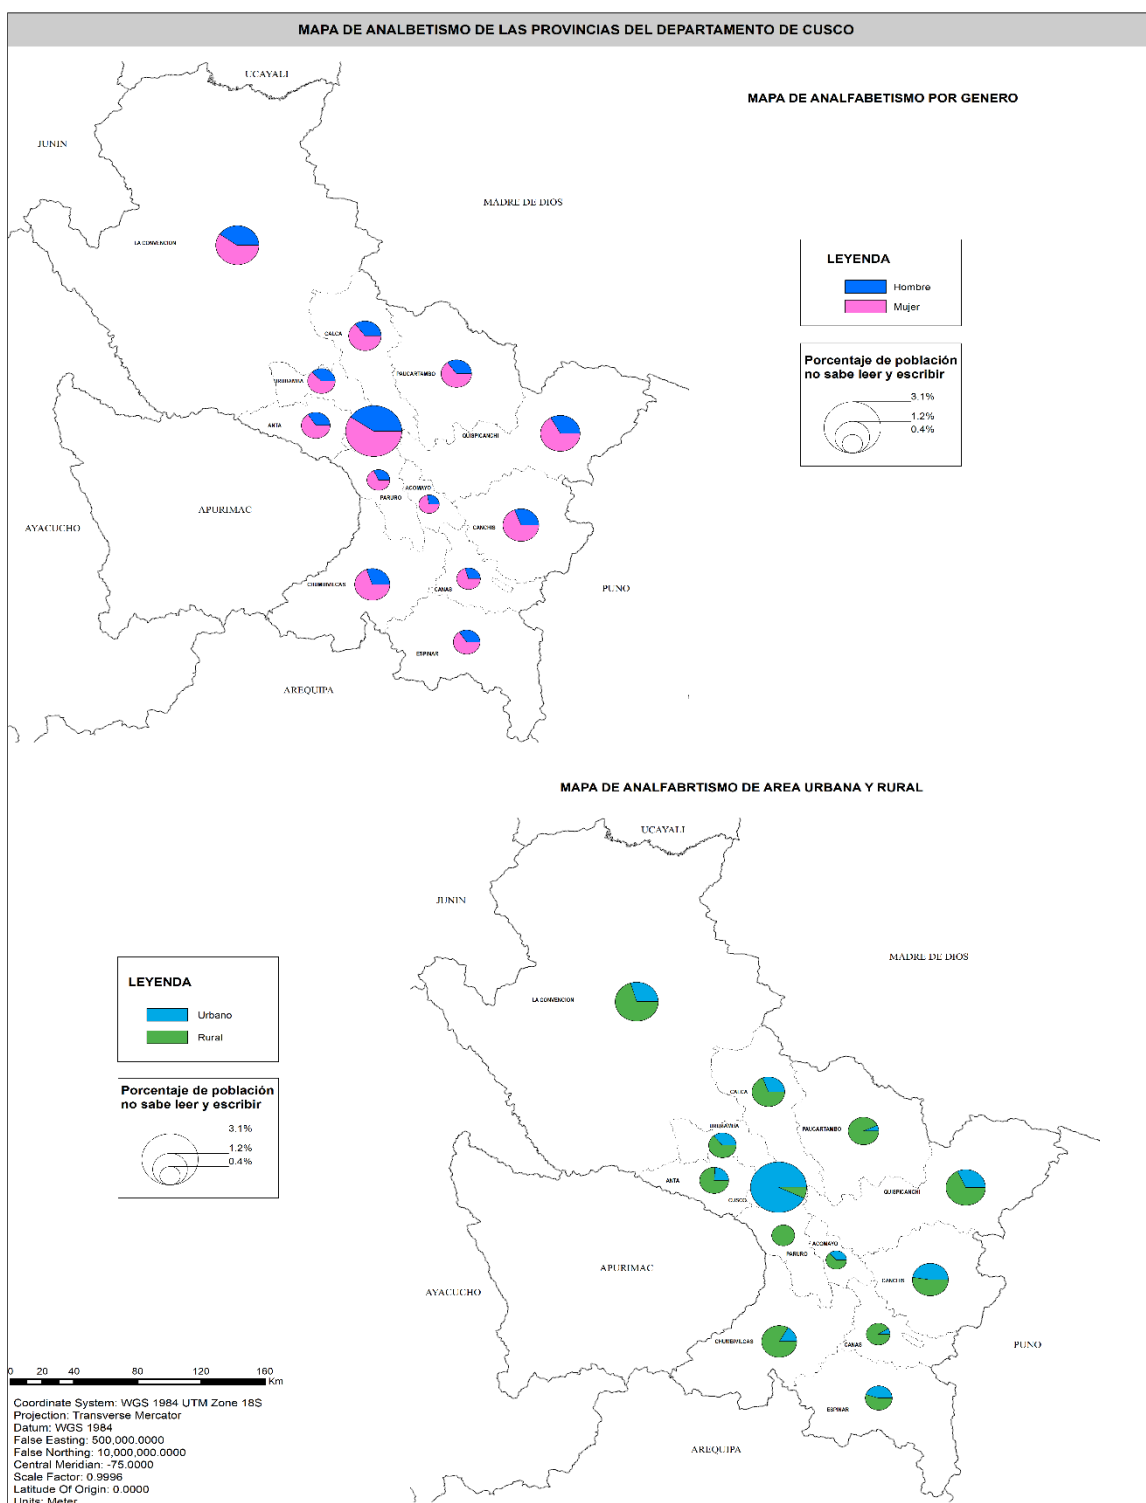 MAPA DE ANALBETISMO DE LAS PROVINCIAS DEL DEPARTAMENTO DE CUSCO
UCAYALI
MAPA DE ANALFABETISMO POR GENERO
JUNIN
MADRE DE DIOS
LA CONVENCION
LEYENDA
Hombre
Mujer
CALCA
Porcentaje de población
no sabe leer y escribir
3.1%
1.2%
0.4%
PAUCARTAMBO
URUBAMBA
ANTA
QUISPICANCHI
ACOMAYO
PARURO
APURIMAC
AYACUCHO
CANCHIS
CHUMBIVILCAS
CANAS
PUNO
ESPINAR
AREQUIPA
MAPA DE ANALFABRTISMO DE AREA URBANA Y RURAL
UCAYALI
JUNIN
MADRE DE DIOS
LEYENDA
Urbano
Rural
LA CONVENCION
Porcentaje de población
no sabe leer y escribir
3.1%
1.2%
0.4%
CALCA
URUBAMBA
PAUCARTAMBO
ANTA
QUISPICANCHI
CUSCO
ACOMAYO
PARURO
APURIMAC
CANCHIS
AYACUCHO
CHUMBIVILCAS
CANAS
PUNO
0 20 40 80 120 160
Km
ESPINAR
AREQUIPA
Coordinate System: WGS 1984 UTM Zone 18S
Projection: Transverse Mercator
Datum: WGS 1984
False Easting: 500,000.0000
False Northing: 10,000,000.0000
Central Meridian: -75.0000
Scale Factor: 0.9996
Latitude Of Origin: 0.0000
Units: Meter